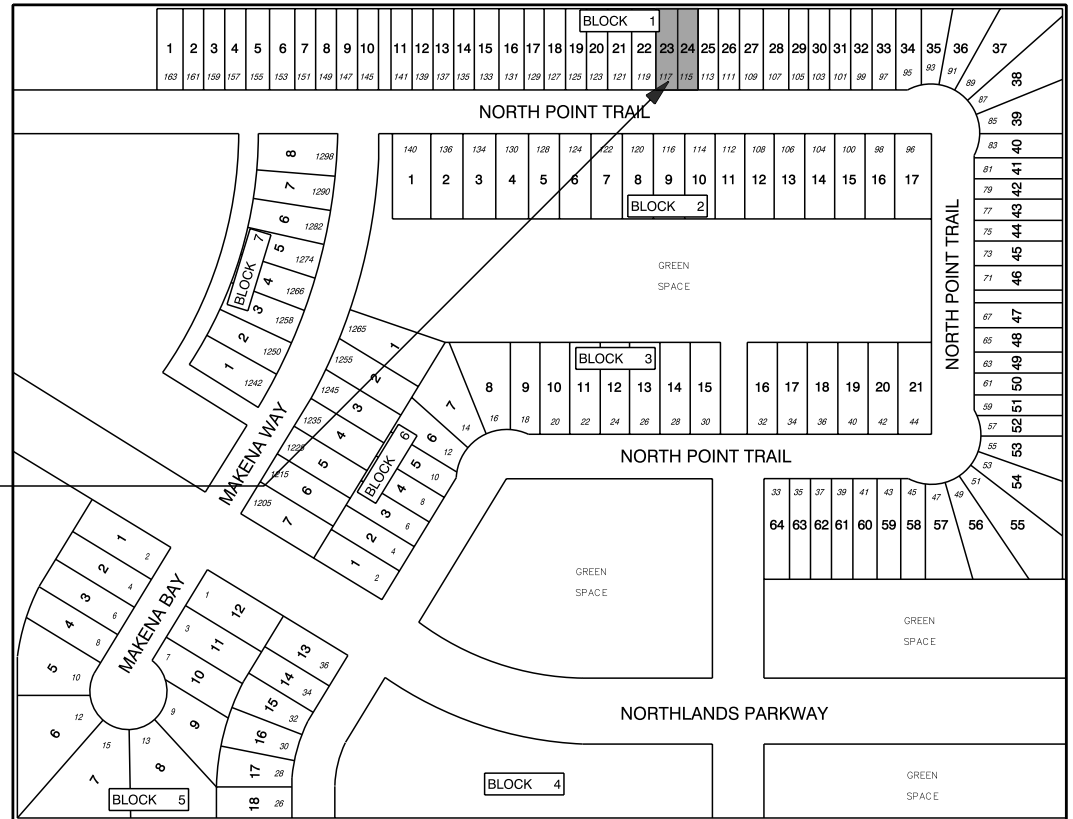 BLOCK 1
1 2 3 4 5 6 7 8 9 10 11 12 13 14 15 16 17 18 19 20 21 22 23 24 25 26 27 28 29 30 31 32 33 34 35 36 37
163 161 159 157 155 153 151 149 147 145 141 139 137 135 133 131 129 127 125 123 121 119 117 115 113 111 109 107 105 103 101 99 97 95 93 91 89
38
87
NORTH POINT TRAIL
85 39
83 40
81 41
79 42
77 43
75 44
73 45
71 46
67 47
65 48
63 49
61 50
59 51
57 52
55 53
53 54
NORTH POINT TRAIL
140 136 134 130 128 124 122 120 116 114 112 108 106 104 100 98 96
1 2 3 4 5 6 7 8 9 10 11 12 13 14 15 16 17
BLOCK 2
8 1298
7 1290
6 1282
5 1274
4 1266
3 1258
2 1250
1 1242
BLOCK 7
GREEN
SPACE
1265 1
1255 2
1245 3
1235 4
1225 5
1215 6
1205 7
MAKENA WAY
BLOCK 6
7 14
6 12
5 10
4 8
3 6
2 4
1 2
BLOCK 3
8 9 10 11 12 13 14 15 16 17 18 19 20 21
16 18 20 22 24 26 28 30 32 34 36 38 42 44
NORTH POINT TRAIL
33 35 37 39 41 43 45 47 49 51
64 63 62 61 60 59 58 57 56 55
GREEN
SPACE
GREEN
SPACE
1 2
2 4
3 6
4 8
5 10
6 12
7 15
8 13
9 9
10 7
11 3
12 1
MAKENA BAY
13 36
14 34
15 32
16 30
17 28
18 26
BLOCK 5
NORTHLANDS PARKWAY
BLOCK 4
GREEN
SPACE